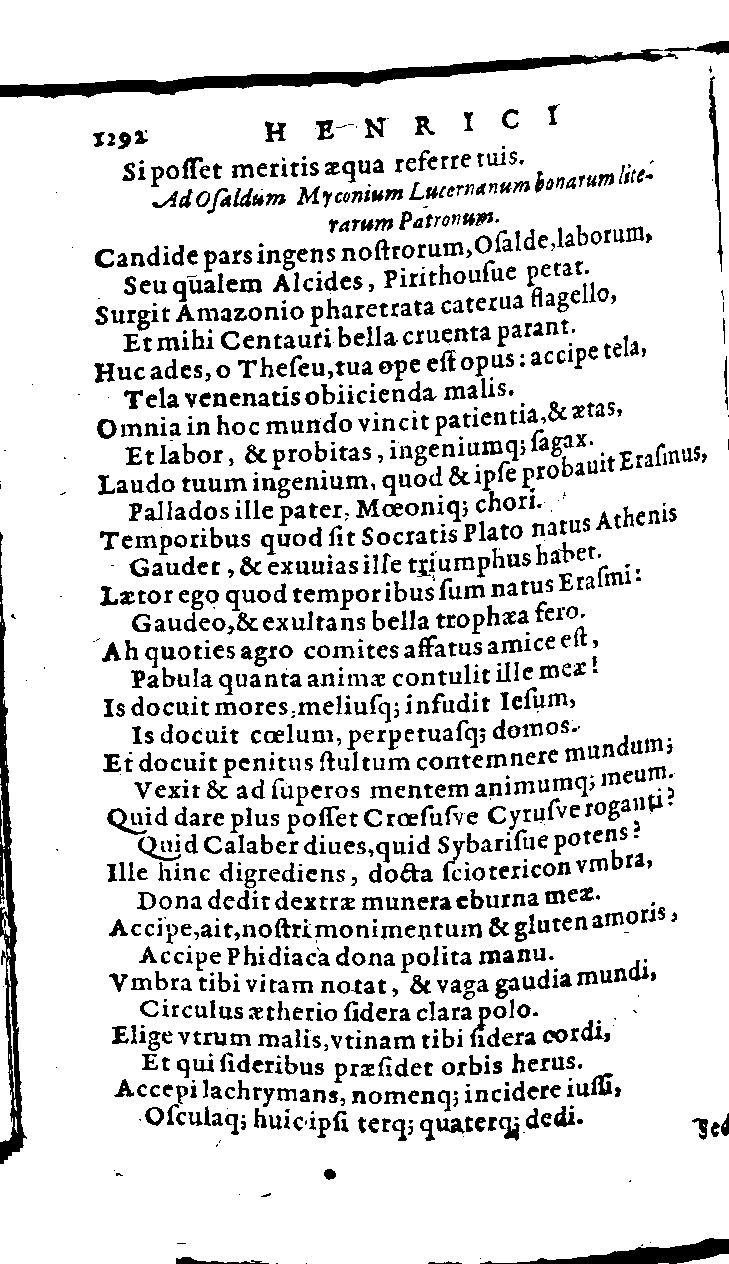 1292 HENRICI
Si poſſet meritis æqua referre tuis.
Ad Oſaldum Myconium Lucernanum bonarum lite-
rarum Patronum.
Candide pars ingens noſtrorum, Oſalde, laborum,
Seu qualem Alcides, Pirithouſue petat.
Surgit Amazonio pharetrata caterua flagello,
Et mihi Centauri bella cruenta parant.
Huc ades, o Theſeu, tua ope eſt opus: accipe tela,
Tela venenatis obiicienda malis.
Omnia in hoc mundo vincit patientia, & ætas,
Et labor, & probitas, ingeniumq; ſagax.
Laudo tuum ingenium, quod & ipſe probauit Eraſmus,
Pallados ille pater, Mœoniq; chori.
Temporibus quod ſit Socratis Plato natus Athenis
Gaudet, & exuuias ille triumphus habet.
Lætor ego quod temporibus ſum natus Eraſmi:
Gaudeo, & exultans bella trophæa fero.
Ah quoties agro comites affatus amice eſt,
Pabula quanta animæ contulit ille meæ!
Is docuit mores, meliuſq; infudit Ieſum,
Is docuit cœlum, perpetuaſq; domos.
Et docuit penitus ſtultum contemnere mundum;
Vexit & ad ſuperos mentem animumq; meum.
Quid dare plus poſſet Crœſuſve Cyruſve roganti?
Quid Calaber diues, quid Sybariſue potens?
Ille hinc digrediens, docta ſciotericon vmbra,
Dona dedit dextræ munera eburna meæ.
Accipe, ait, noſtri monimentum & gluten amoris,
Accipe Phidiaca dona polita manu.
Vmbra tibi vitam notat, & vaga gaudia mundi,
Circulus ætherio ſidera clara polo.
Elige vtrum malis, vtinam tibi ſidera cordi,
Et qui ſideribus præſidet orbis herus.
Accepi lachrymans, nomenq; incidere iuſſi,
Oſculaq; huic ipſi terq; quaterq; dedi.
Sed